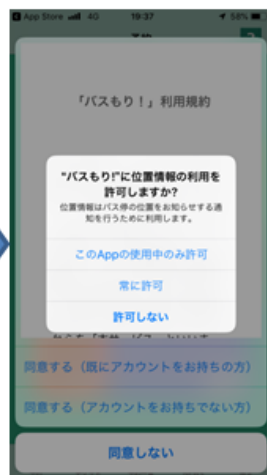 App Store 4G 19:37 58%
「バスもり！」利用規約
"バスもり!"に位置情報の利用を
許可しますか?
位置情報はバス停の位置をお知らせする通
知を行うために利用します。
このAppの使用中のみ許可
常に許可
許可しない
同意する（既にアカウントをお持ちの方）
同意する（アカウントをお持ちでない方）
同意しない